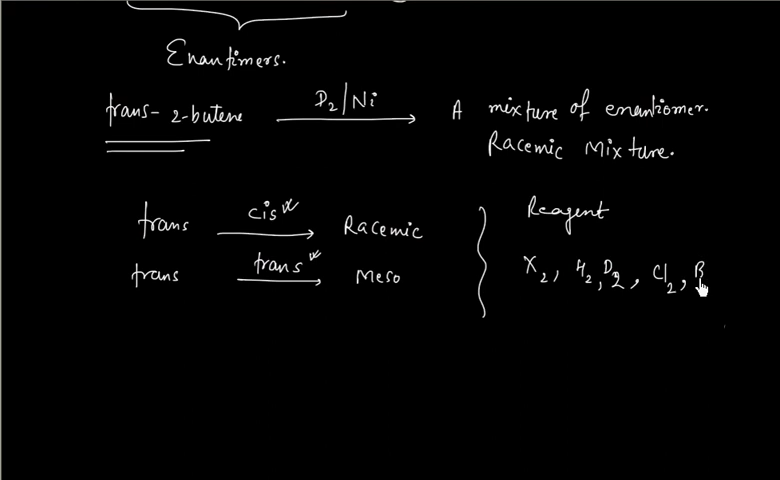 Enantimers.
trans- 2-butene D2/Ni A mixture of enantiomer.
Racemic Mixture.
Reagent
trans cis Racemic
trans trans Meso
X2, H2, D2, Cl2, B